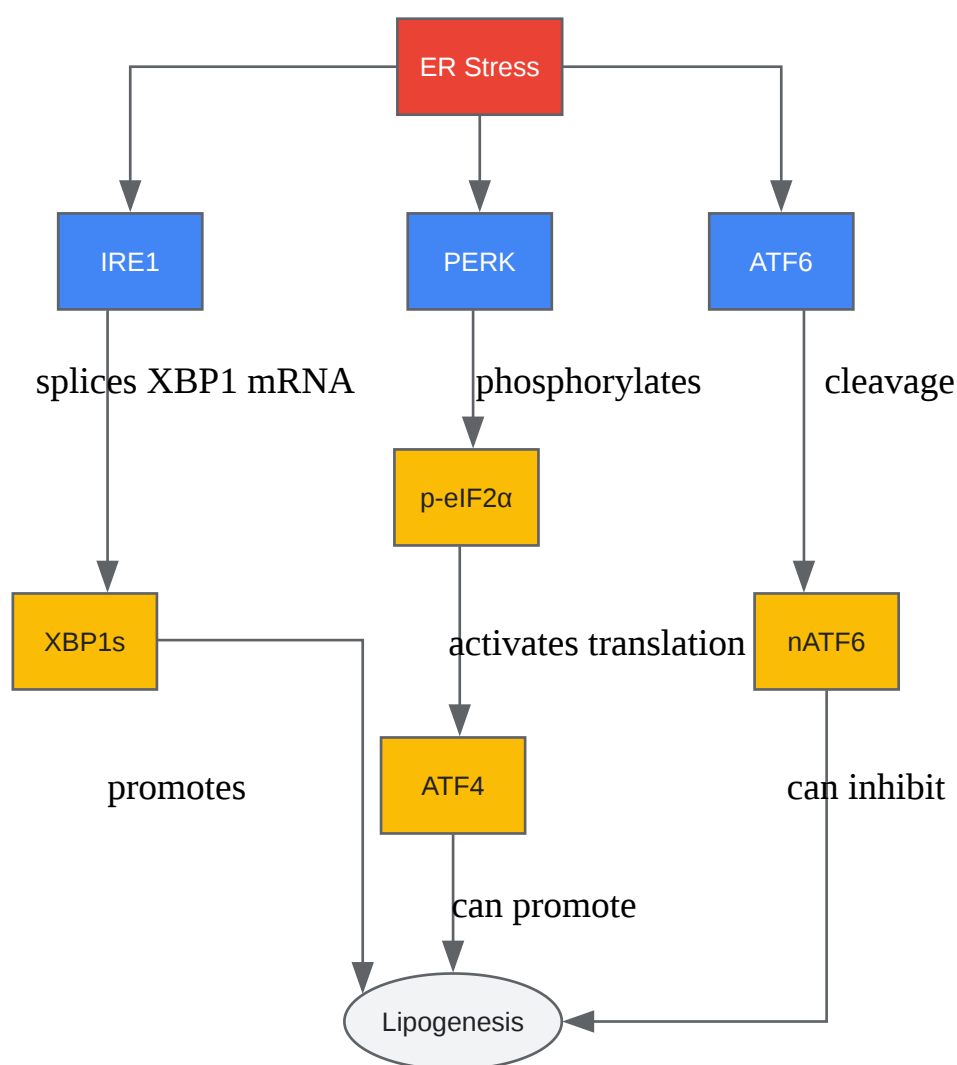 ER Stress
IRE1
PERK
ATF6
splices XBP1 mRNA
phosphorylates
cleavage
p-eIF2α
XBP1s
activates translation
nATF6
promotes
ATF4
can inhibit
can promote
Lipogenesis